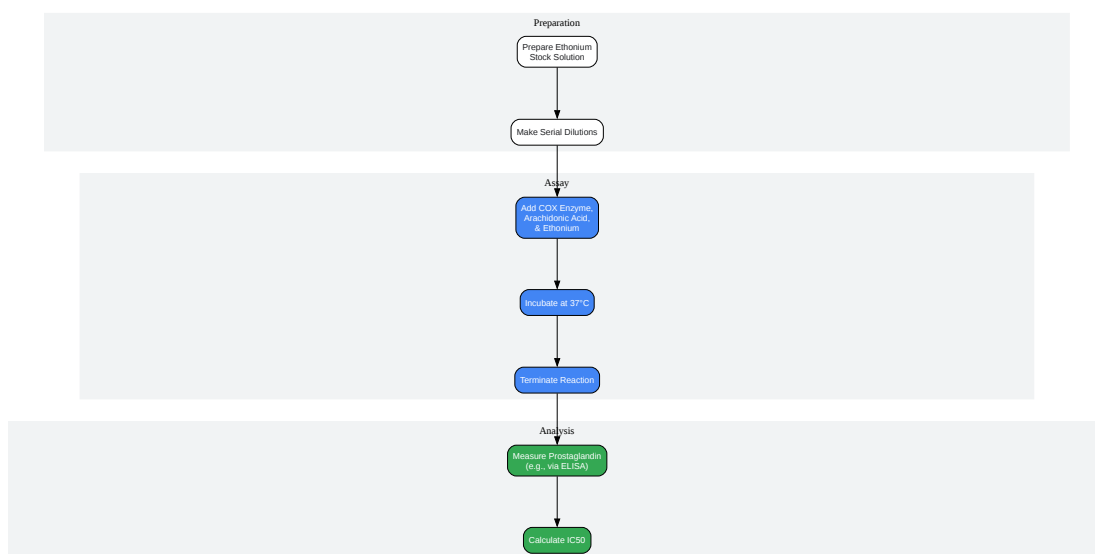 Preparation
Prepare Ethonium
Stock Solution
Make Serial Dilutions
Assay
Add COX Enzyme,
Arachidonic Acid,
& Ethonium
Incubate at 37°C
Terminate Reaction
Analysis
Measure Prostaglandin
(e.g., via ELISA)
Calculate IC50